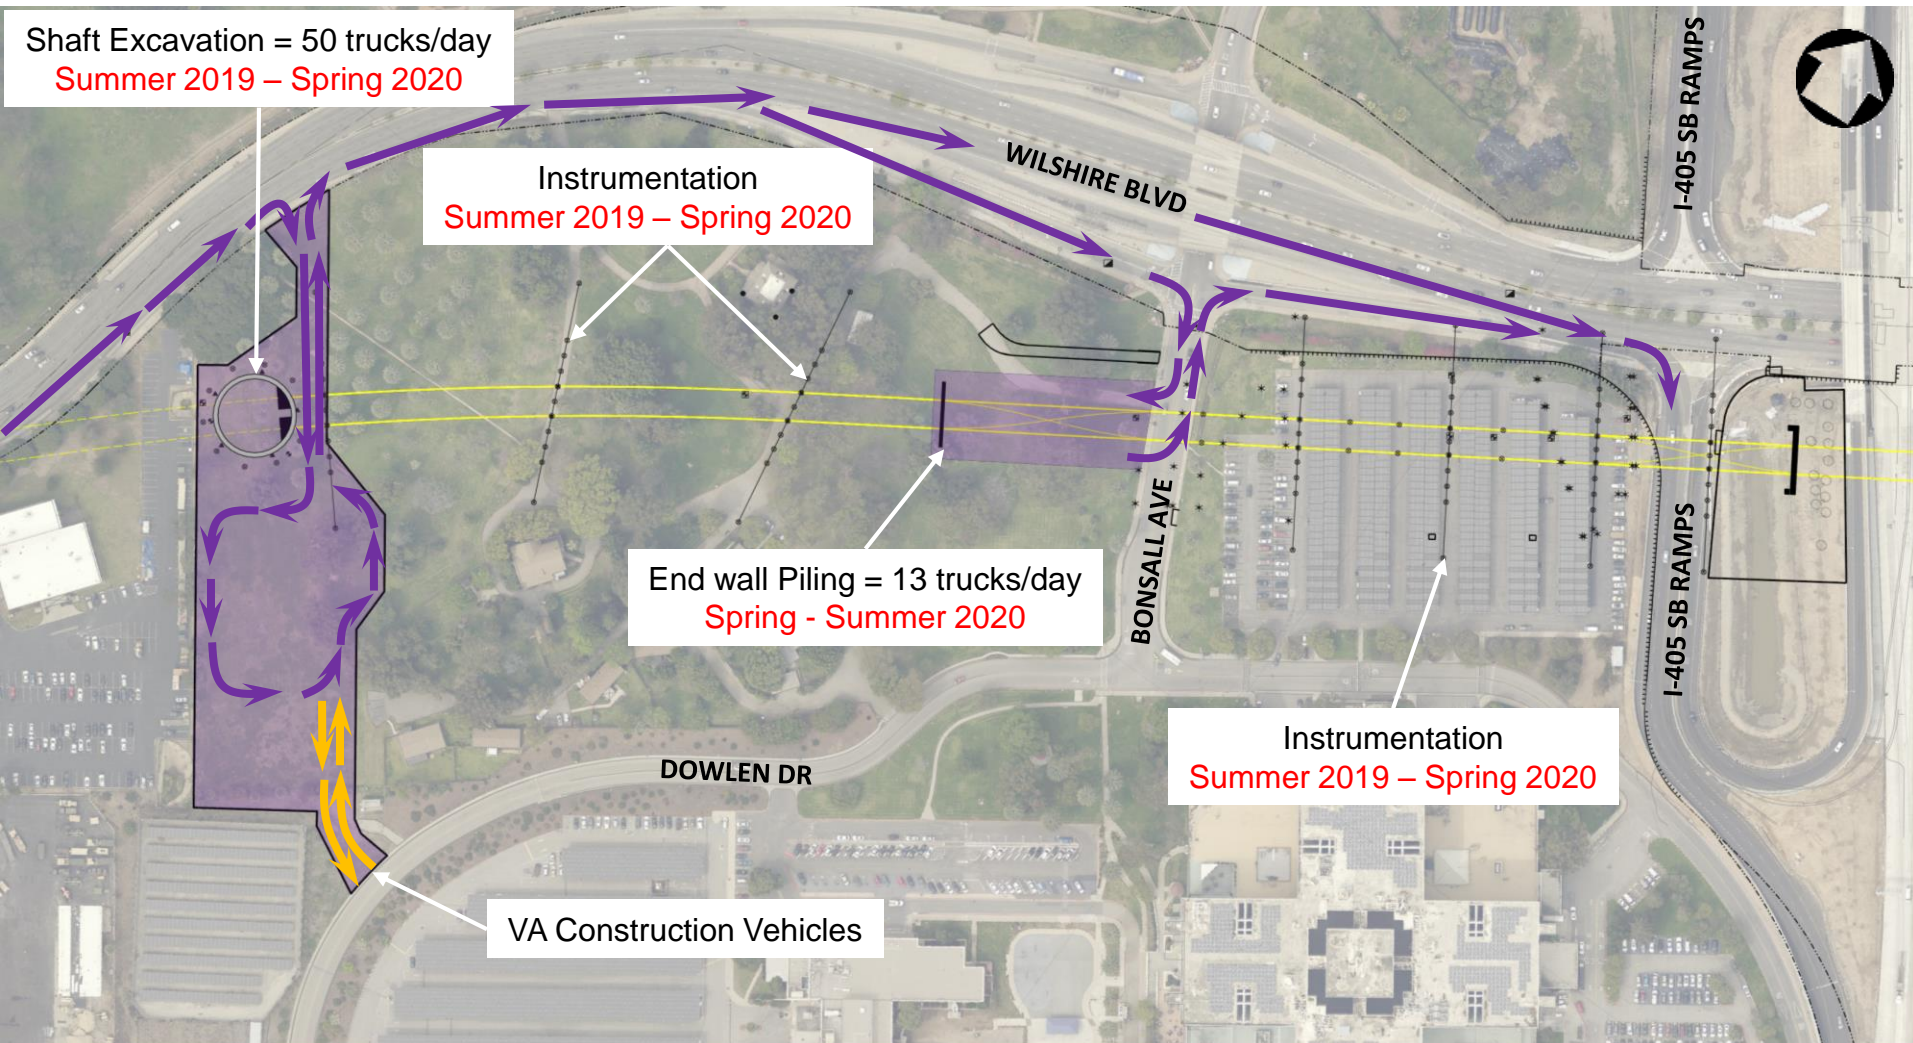 Shaft Excavation = 50 trucks/day
Summer 2019 – Spring 2020
I-405 SB RAMPS
Instrumentation
Summer 2019 – Spring 2020
WILSHIRE BLVD
End wall Piling = 13 trucks/day
Spring - Summer 2020
BONSALL AVE
I-405 SB RAMPS
Instrumentation
Summer 2019 – Spring 2020
DOWLEN DR
VA Construction Vehicles